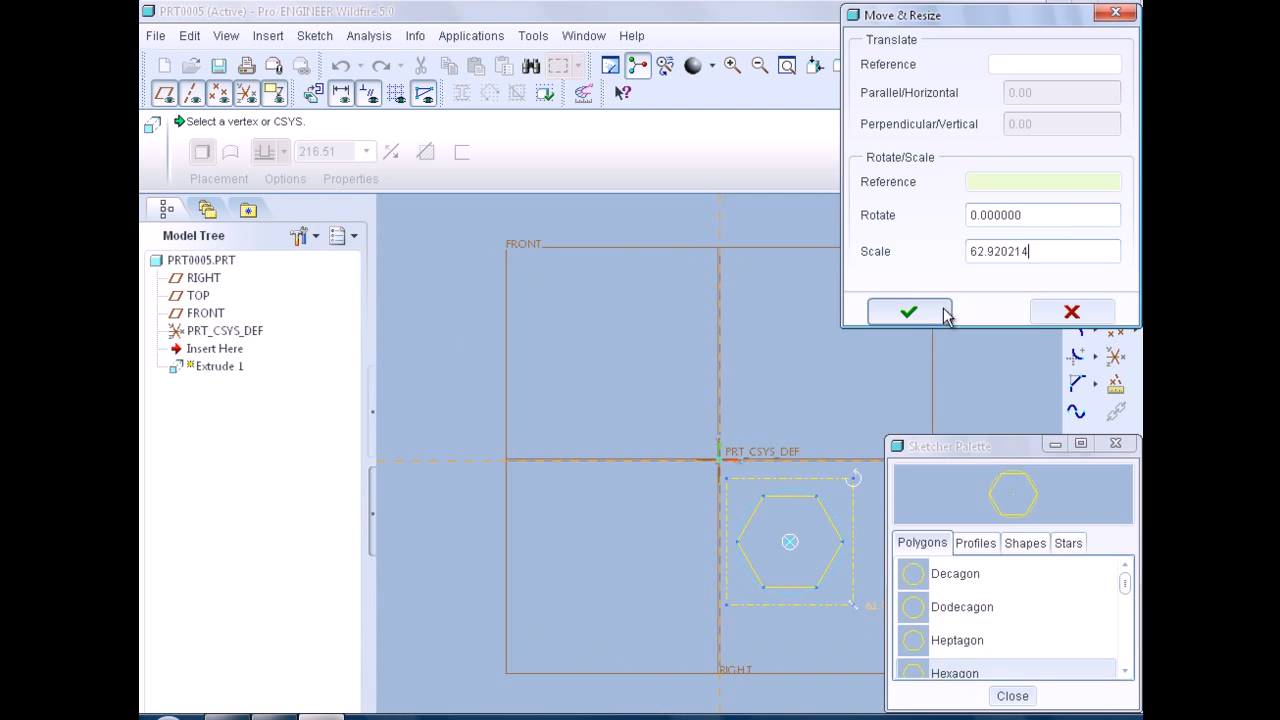 PRT0005 (Active) - Pro/ENGINEER Wildfire 5.0
File Edit View Insert Sketch Analysis Info Applications Tools Window Help
Select a vertex or CSYS.
216.51
Placement Options Properties
Model Tree
PRT0005.PRT
RIGHT
TOP
FRONT
PRT_CSYS_DEF
Insert Here
Extrude 1
FRONT
PRT_CSYS_DEF
62
RIGHT
Move & Resize
Translate
Reference
Parallel/Horizontal 0.00
Perpendicular/Vertical 0.00
Rotate/Scale
Reference
Rotate 0.000000
Scale 62.920214
Sketcher Palette
Polygons Profiles Shapes Stars
Decagon
Dodecagon
Heptagon
Hexagon
Close